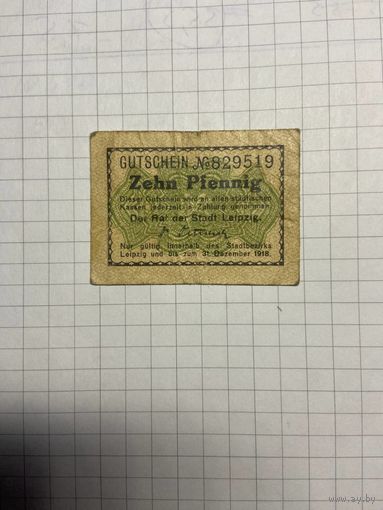 GUTSCHEIN №829519
Zehn Pfennig
Dieser Gutschein wird an allen städtischen
Kassen jederzeit in Zahlung genommen.
Der Rat der Stadt Leipzig.
Nur gültig innerhalb des Stadtbezirks
Leipzig und bis zum 31. Dezember 1918.
www.ay.by